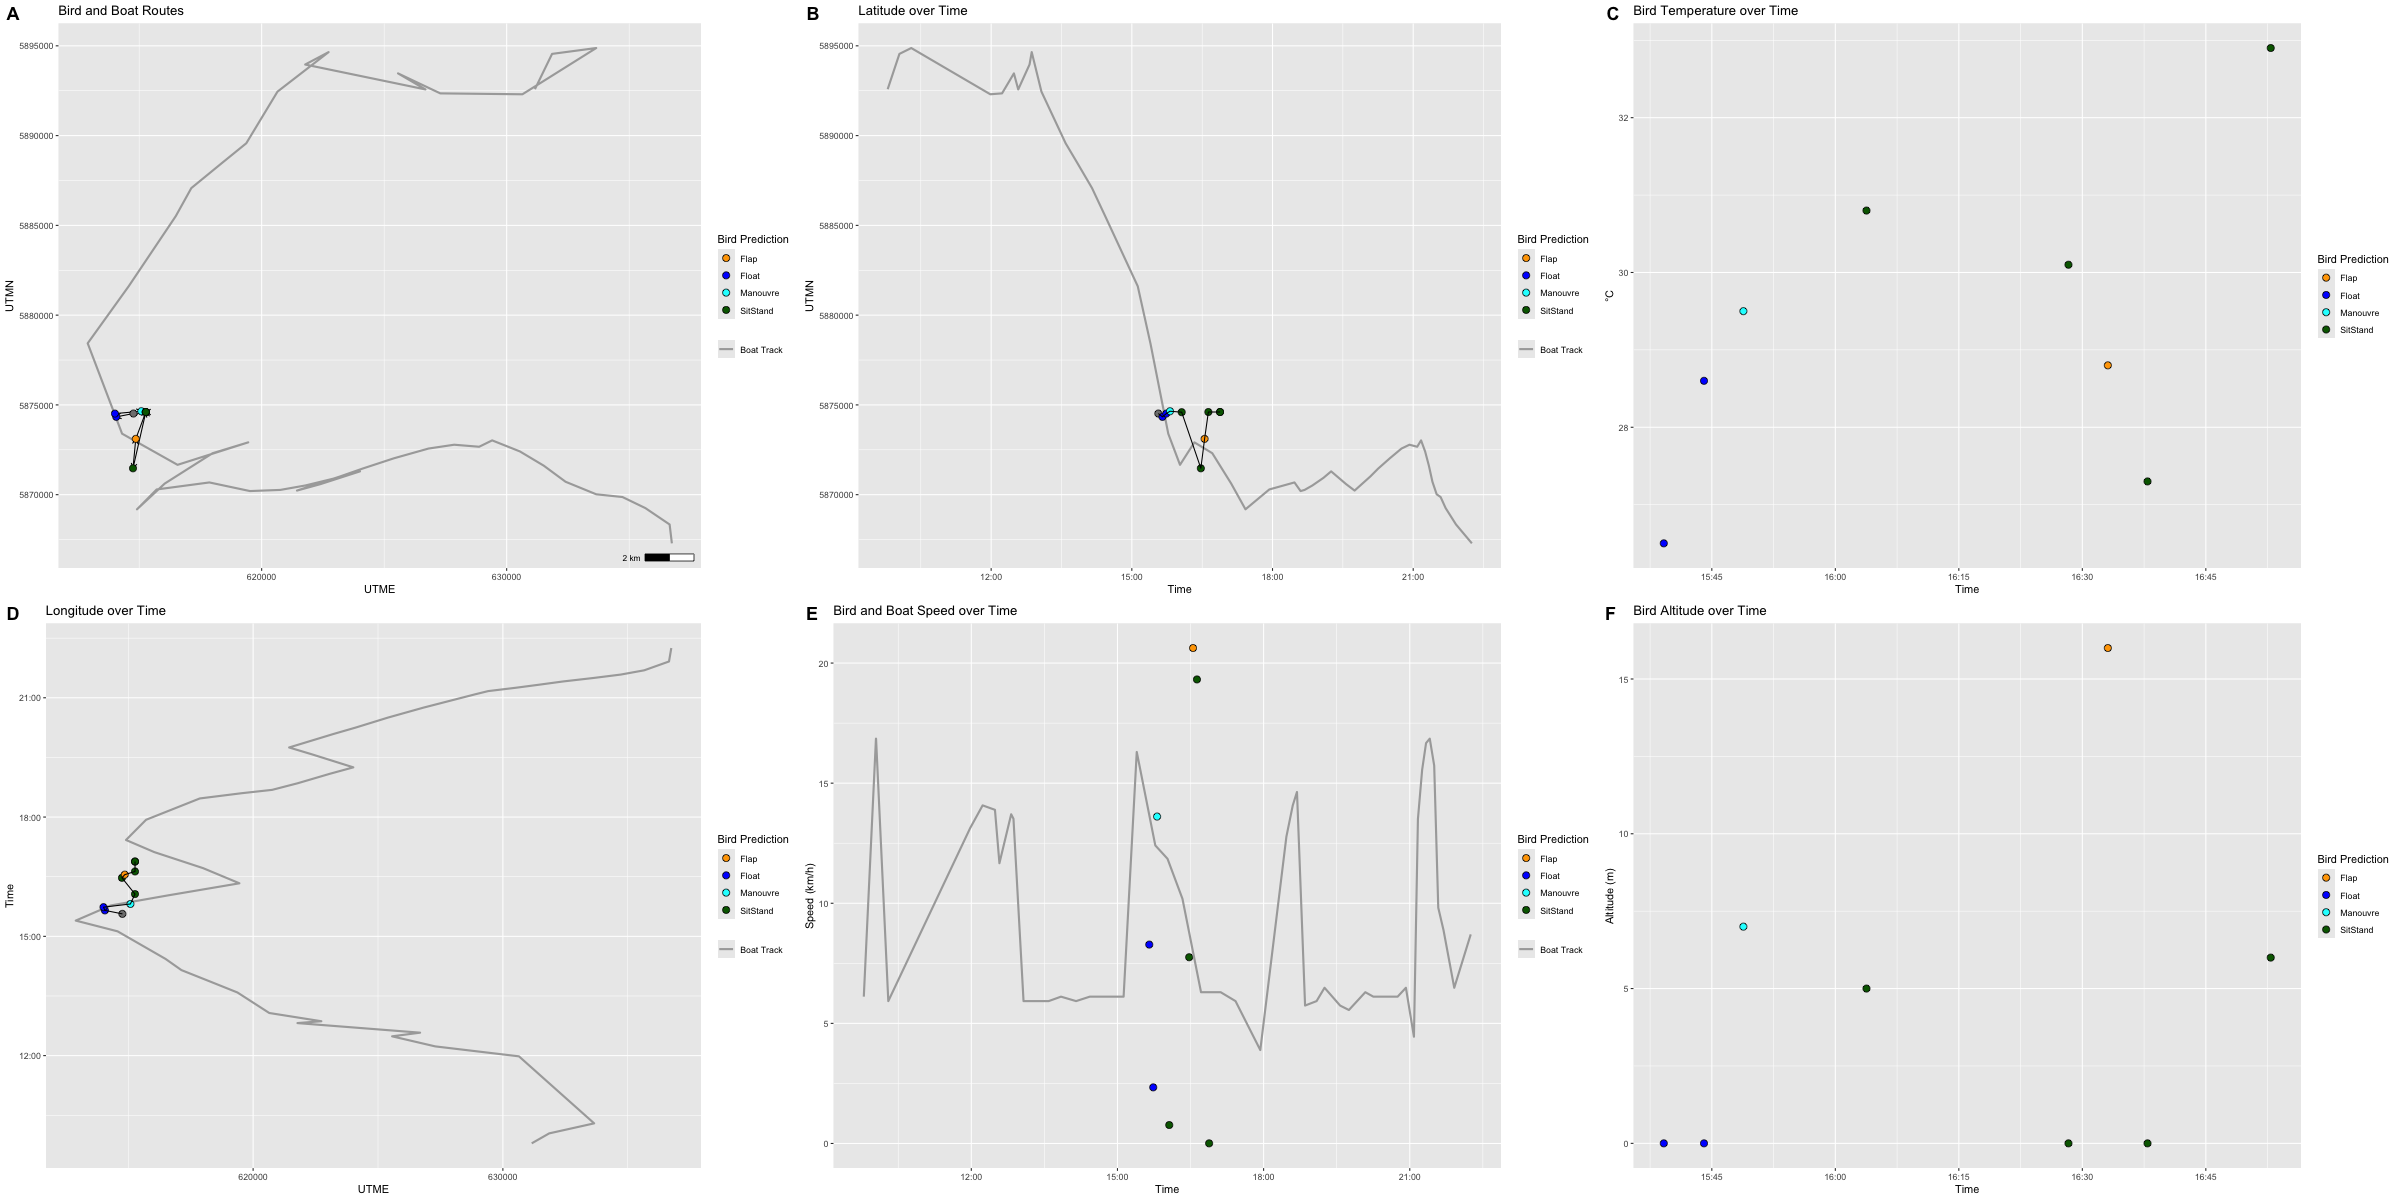 A Bird and Boat Routes
5895000
5890000
5885000
5880000
5875000
5870000
UTMN
620000
630000
UTME
2 km
Bird Prediction
Flap
Float
Manouvre
SitStand
Boat Track
B Latitude over Time
5895000
5890000
5885000
5880000
5875000
5870000
UTMN
12:00
15:00
18:00
21:00
Time
Bird Prediction
Flap
Float
Manouvre
SitStand
Boat Track
C Bird Temperature over Time
32
30
28
°C
15:45
16:00
16:15
16:30
16:45
Time
Bird Prediction
Flap
Float
Manouvre
SitStand
D Longitude over Time
21:00
18:00
15:00
12:00
Time
620000
630000
UTME
Bird Prediction
Flap
Float
Manouvre
SitStand
Boat Track
E Bird and Boat Speed over Time
20
15
10
5
0
Speed (km/h)
12:00
15:00
18:00
21:00
Time
Bird Prediction
Flap
Float
Manouvre
SitStand
Boat Track
F Bird Altitude over Time
15
10
5
0
Altitude (m)
15:45
16:00
16:15
16:30
16:45
Time
Bird Prediction
Flap
Float
Manouvre
SitStand